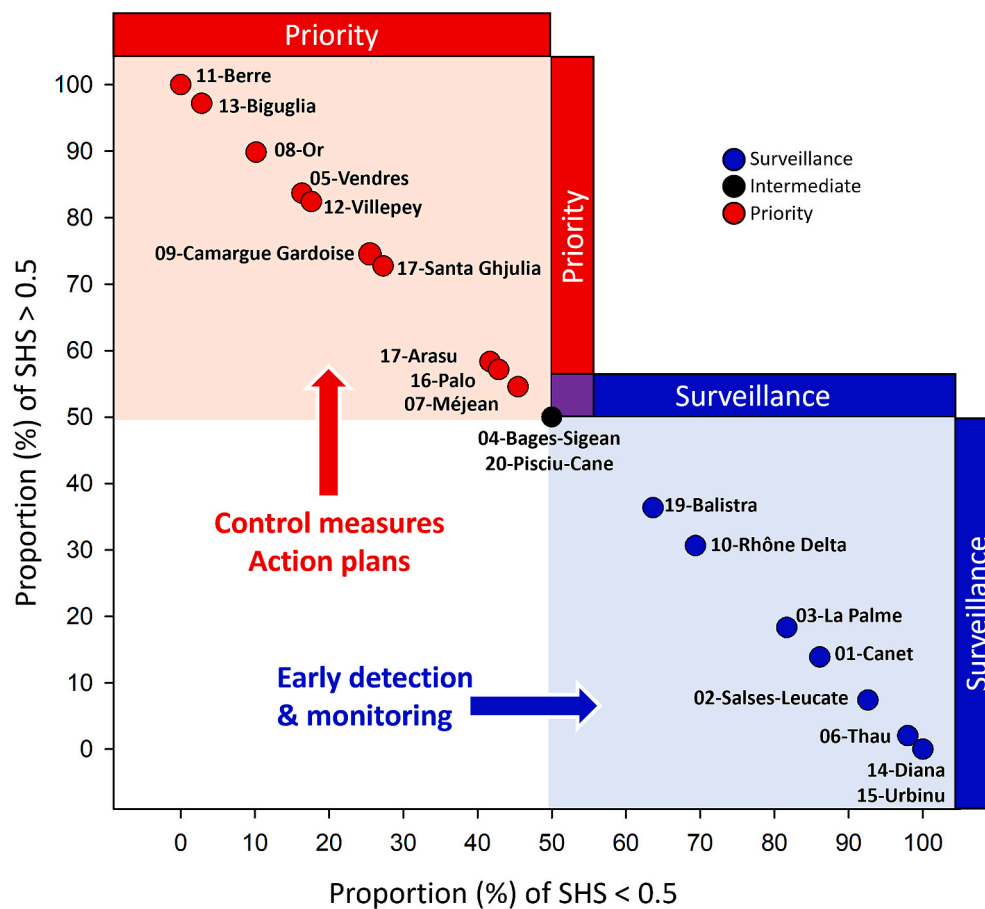 Priority
Priority
Surveillance
Surveillance
Surveillance
Intermediate
Priority
11-Berre
13-Biguglia
08-Or
05-Vendres
12-Villepey
09-Camargue Gardoise
17-Santa Ghjulia
17-Arasu
16-Palo
07-Méjean
04-Bages-Sigean
20-Pisciu-Cane
19-Balistra
10-Rhône Delta
03-La Palme
01-Canet
02-Salses-Leucate
06-Thau
14-Diana
15-Urbinu
Control measures
Action plans
Early detection
& monitoring
Proportion (%) of SHS > 0.5
100
90
80
70
60
50
40
30
20
10
0
0 10 20 30 40 50 60 70 80 90 100
Proportion (%) of SHS < 0.5